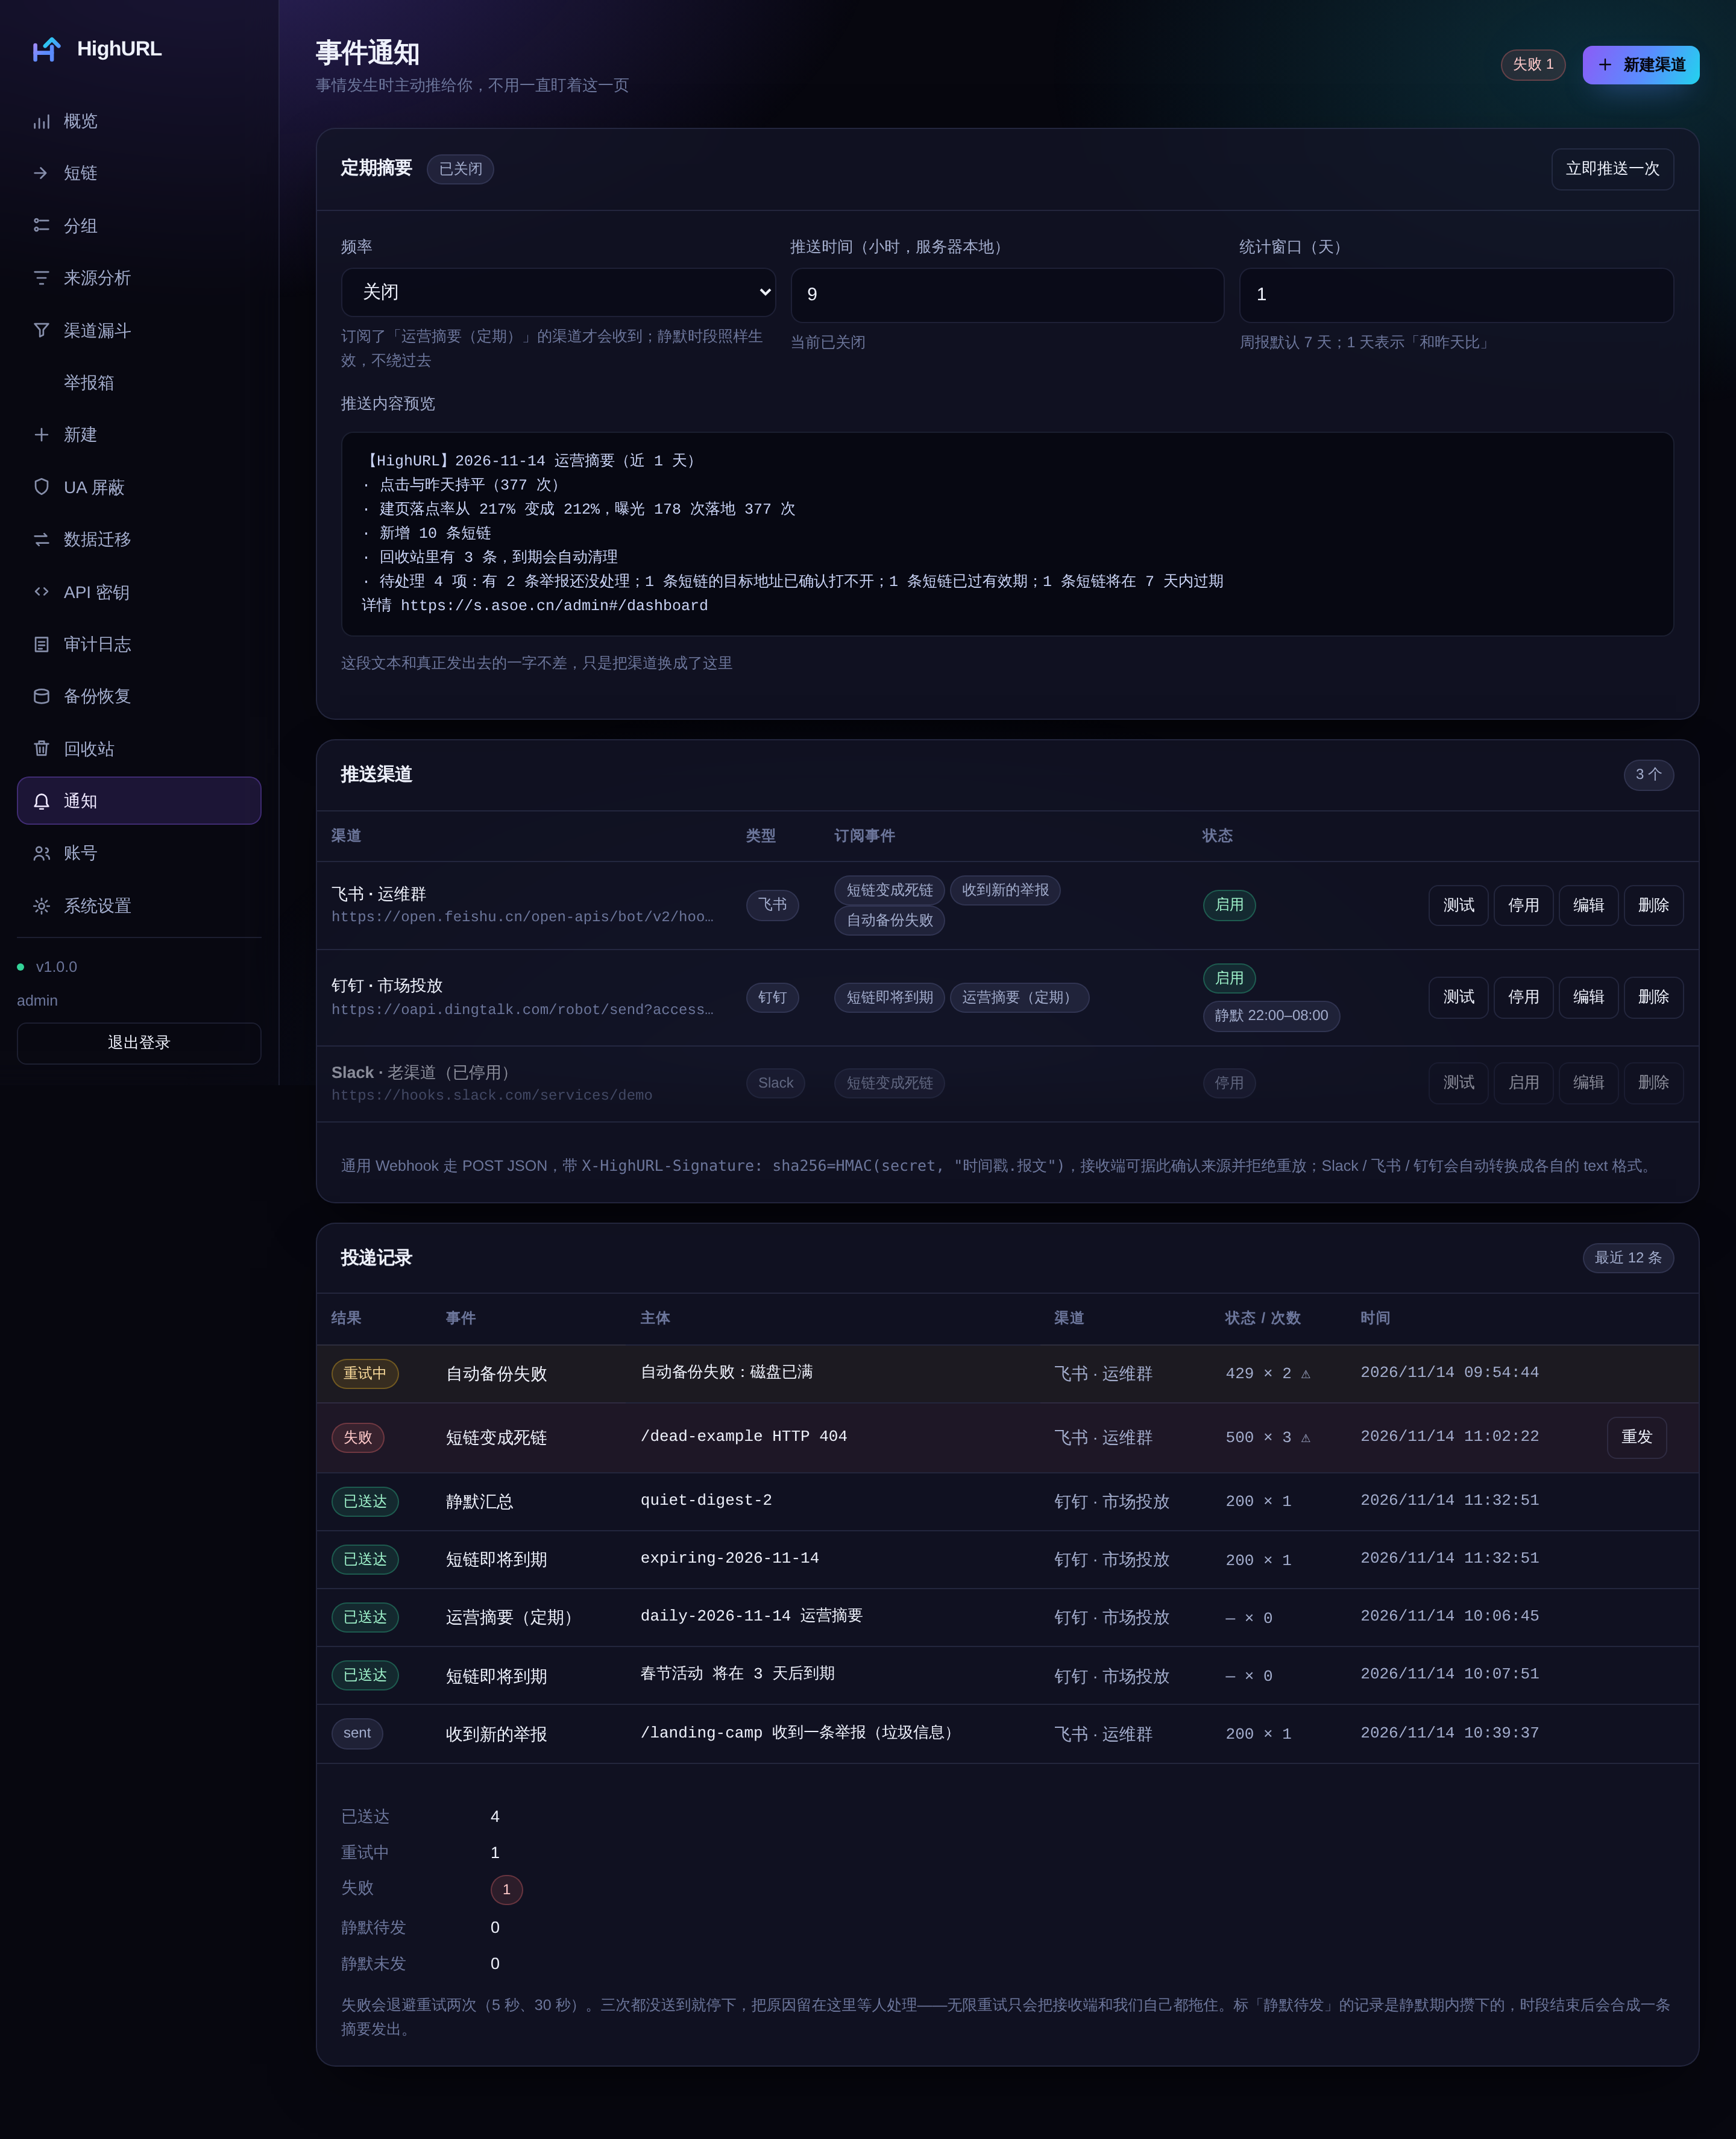 HighURL
概览
短链
分组
来源分析
渠道漏斗
举报箱
新建
UA 屏蔽
数据迁移
API 密钥
审计日志
备份恢复
回收站
通知
账号
系统设置
v1.0.0
admin
退出登录
事件通知
事情发生时主动推给你，不用一直盯着这一页
失败 1
新建渠道
定期摘要 已关闭
立即推送一次
频率 推送时间（小时，服务器本地） 统计窗口（天）
关闭 9 1
订阅了「运营摘要（定期）」的渠道才会收到；静默时段照样生
效，不绕过去
当前已关闭
周报默认 7 天；1 天表示「和昨天比」
推送内容预览
【HighURL】2026-11-14 运营摘要（近 1 天）
· 点击与昨天持平（377 次）
· 建页落点率从 217% 变成 212%，曝光 178 次落地 377 次
· 新增 10 条短链
· 回收站里有 3 条，到期会自动清理
· 待处理 4 项：有 2 条举报还没处理；1 条短链的目标地址已确认打不开；1 条短链已过有效期；1 条短链将在 7 天内过期
详情 https://s.asoe.cn/admin#/dashboard
这段文本和真正发出去的一字不差，只是把渠道换成了这里
推送渠道 3 个
渠道 类型 订阅事件 状态
飞书 · 运维群
https://open.feishu.cn/open-apis/bot/v2/hoo…
飞书
短链变成死链 收到新的举报
自动备份失败
启用
测试 停用 编辑 删除
钉钉 · 市场投放
https://oapi.dingtalk.com/robot/send?access…
钉钉
短链即将到期 运营摘要（定期）
启用
静默 22:00–08:00
测试 停用 编辑 删除
Slack · 老渠道（已停用）
https://hooks.slack.com/services/demo
Slack
短链变成死链
停用
测试 启用 编辑 删除
通用 Webhook 走 POST JSON，带 X-HighURL-Signature: sha256=HMAC(secret, "时间戳.报文")，接收端可据此确认来源并拒绝重放；Slack / 飞书 / 钉钉会自动转换成各自的 text 格式。
投递记录 最近 12 条
结果 事件 主体 渠道 状态 / 次数 时间
重试中 自动备份失败 自动备份失败：磁盘已满 飞书 · 运维群 429 × 2 ⚠ 2026/11/14 09:54:44
失败 短链变成死链 /dead-example HTTP 404 飞书 · 运维群 500 × 3 ⚠ 2026/11/14 11:02:22 重发
已送达 静默汇总 quiet-digest-2 钉钉 · 市场投放 200 × 1 2026/11/14 11:32:51
已送达 短链即将到期 expiring-2026-11-14 钉钉 · 市场投放 200 × 1 2026/11/14 11:32:51
已送达 运营摘要（定期） daily-2026-11-14 运营摘要 钉钉 · 市场投放 — × 0 2026/11/14 10:06:45
已送达 短链即将到期 春节活动 将在 3 天后到期 钉钉 · 市场投放 — × 0 2026/11/14 10:07:51
sent 收到新的举报 /landing-camp 收到一条举报（垃圾信息） 飞书 · 运维群 200 × 1 2026/11/14 10:39:37
已送达 4
重试中 1
失败 1
静默待发 0
静默未发 0
失败会退避重试两次（5 秒、30 秒）。三次都没送到就停下，把原因留在这里等人处理——无限重试只会把接收端和我们自己都拖住。标「静默待发」的记录是静默期内攒下的，时段结束后会合成一条
摘要发出。